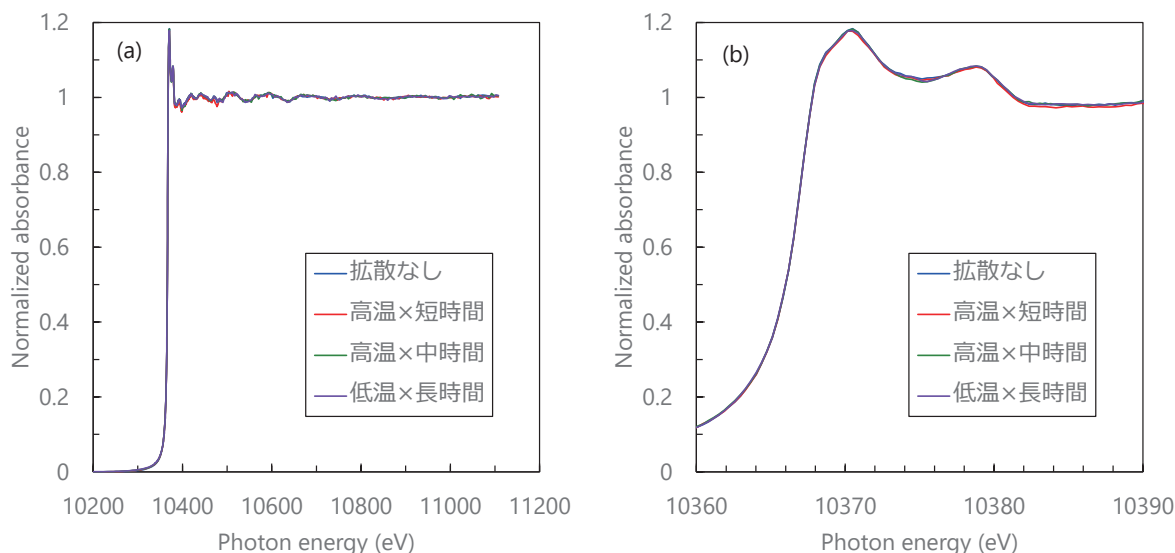 (a)
Normalized absorbance
1.2
1
0.8
0.6
0.4
0.2
0
拡散なし
高温×短時間
高温×中時間
低温×長時間
10200
10400
10600
10800
11000
11200
Photon energy (eV)
(b)
Normalized absorbance
1.2
1
0.8
0.6
0.4
0.2
0
拡散なし
高温×短時間
高温×中時間
低温×長時間
10360
10370
10380
10390
Photon energy (eV)